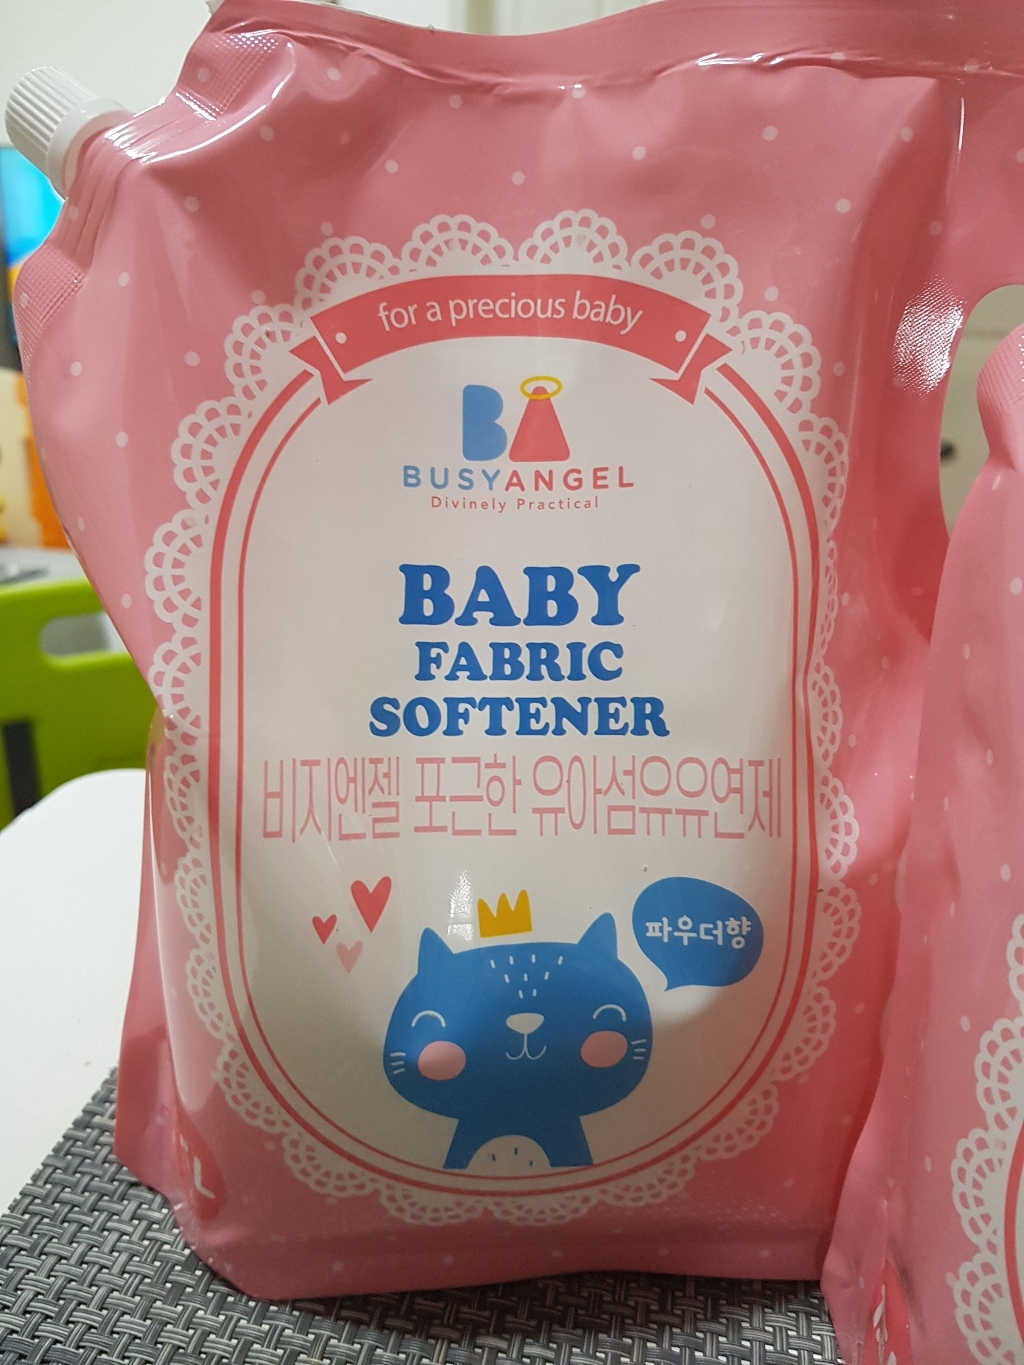 for a precious baby
BA
BUSYANGEL
Divinely Practical
BABY
FABRIC
SOFTENER
비지엔젤 포근한 유아섬유유연제
파우더향